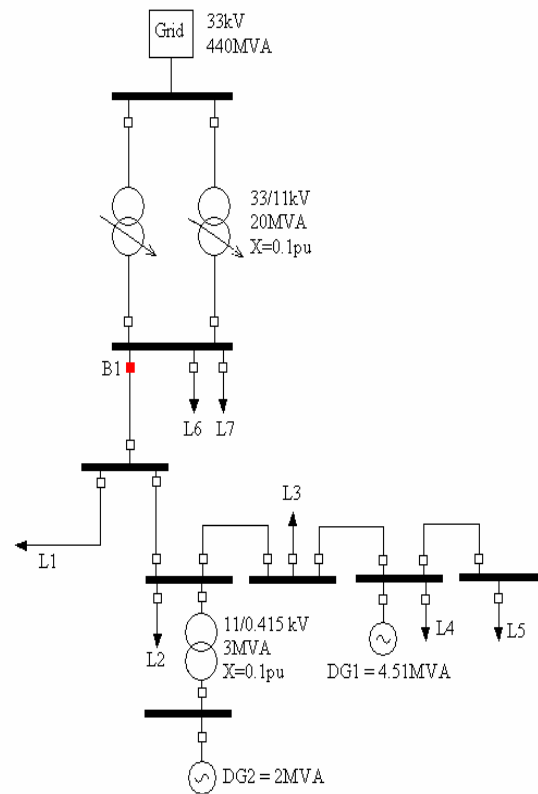 Grid
33kV
440MVA
33/11kV
20MVA
X=0.1pu
B1
L6
L7
L3
L1
11/0.415 kV
3MVA
X=0.1pu
L2
L4
L5
DG1 = 4.51MVA
DG2 = 2MVA